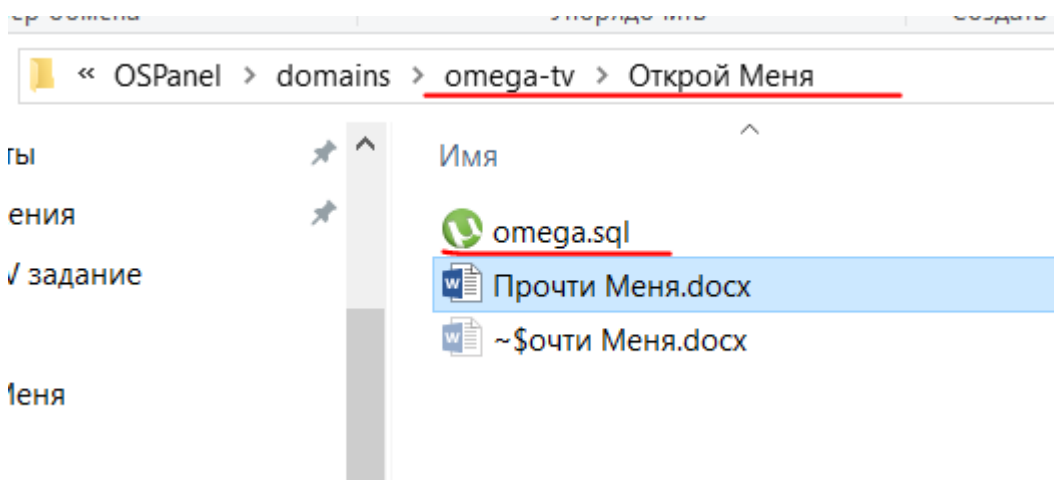 « OSPanel > domains > omega-tv > Открой Меня
ты
Имя
ения
omega.sql
V задание
Прочти Меня.docx
~$очти Меня.docx
Меня